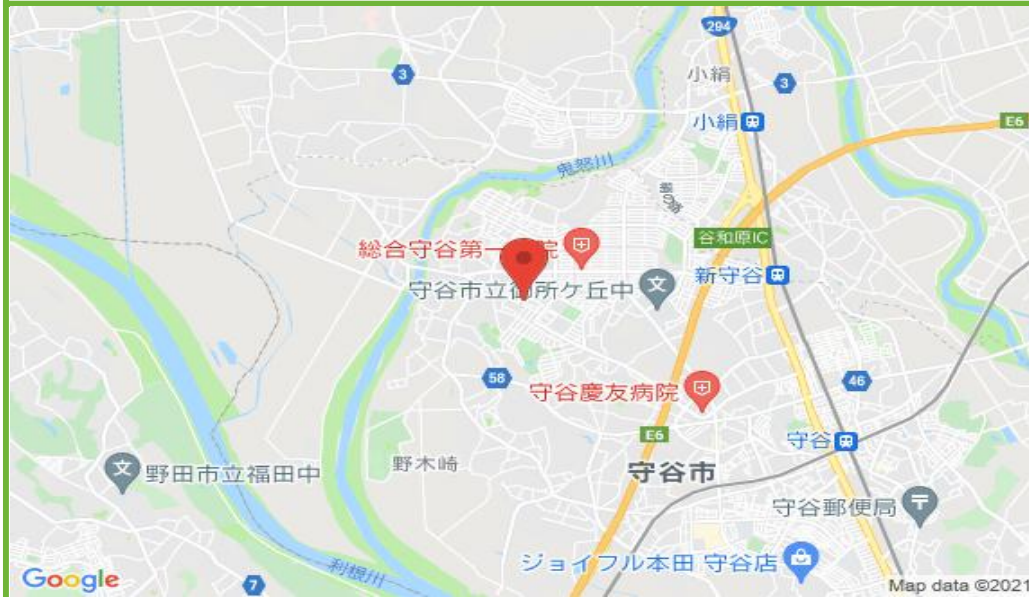 294
3
小絹
3
小絹
E6
鬼怒川
谷和原IC
総合守谷第一
院
新守谷
守谷市立御所ケ丘中
文
58
46
守谷慶友病院
E6
守谷
野木崎
守谷市
文
野田市立福田中
守谷郵便局
ジョイフル本田 守谷店
利根川
7
Google
Map data ©2021